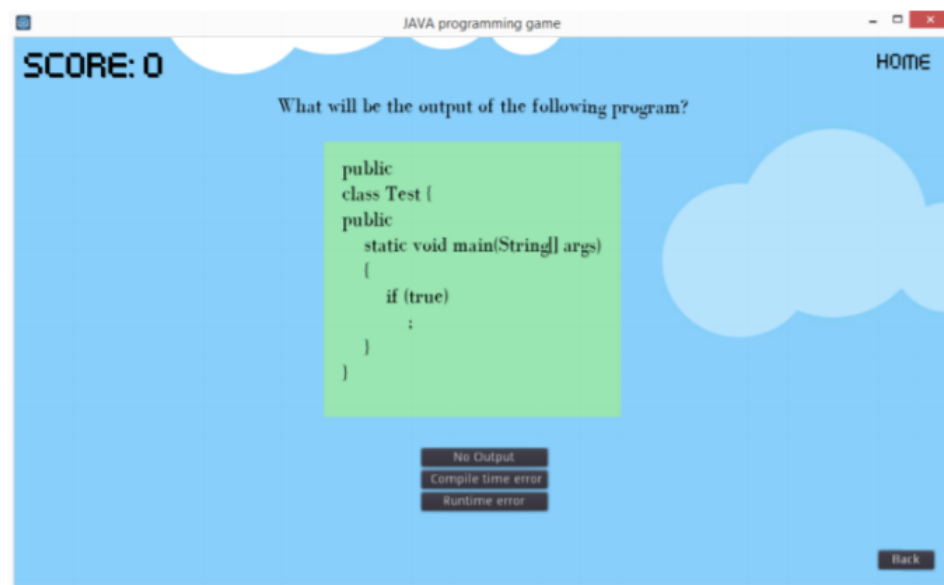 JAVA programming game
SCORE: 0
HOME
What will be the output of the following program?
public
class Test {
public
static void main(String[] args)
{
if (true)
;
}
}
No Output
Compile time error
Runtime error
Back